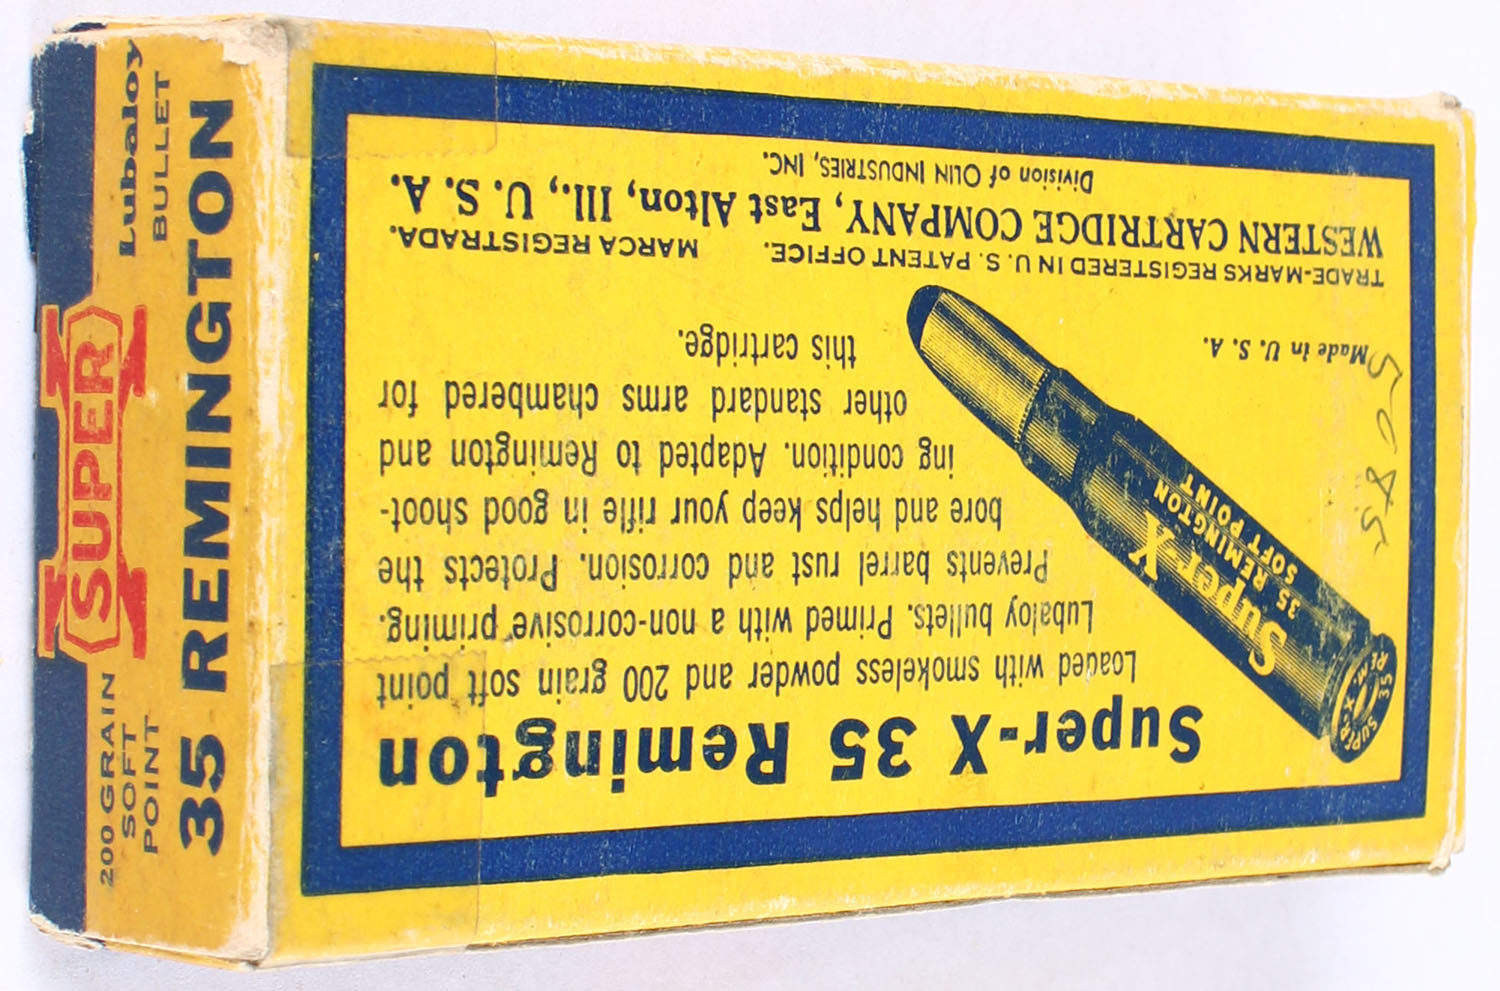 Super-X 35 Remington
Loaded with smokeless powder and 200 grain soft point
Lubaloy bullets. Primed with a non-corrosive priming.
Prevents barrel rust and corrosion. Protects the
bore and helps keep your rifle in good shoot-
ing condition. Adapted to Remington and
other standard arms chambered for
this cartridge.
Super-X
35 REMINGTON
SOFT POINT
SUPER-X
35 RE
Made in U. S. A.
TRADE-MARKS REGISTERED IN U. S. PATENT OFFICE. MARCA REGISTRADA.
WESTERN CARTRIDGE COMPANY, East Alton, Ill., U. S. A.
Division of OLIN INDUSTRIES, INC.
200 GRAIN
SOFT
POINT
SUPER X
Lubaloy
BULLET
35 REMINGTON